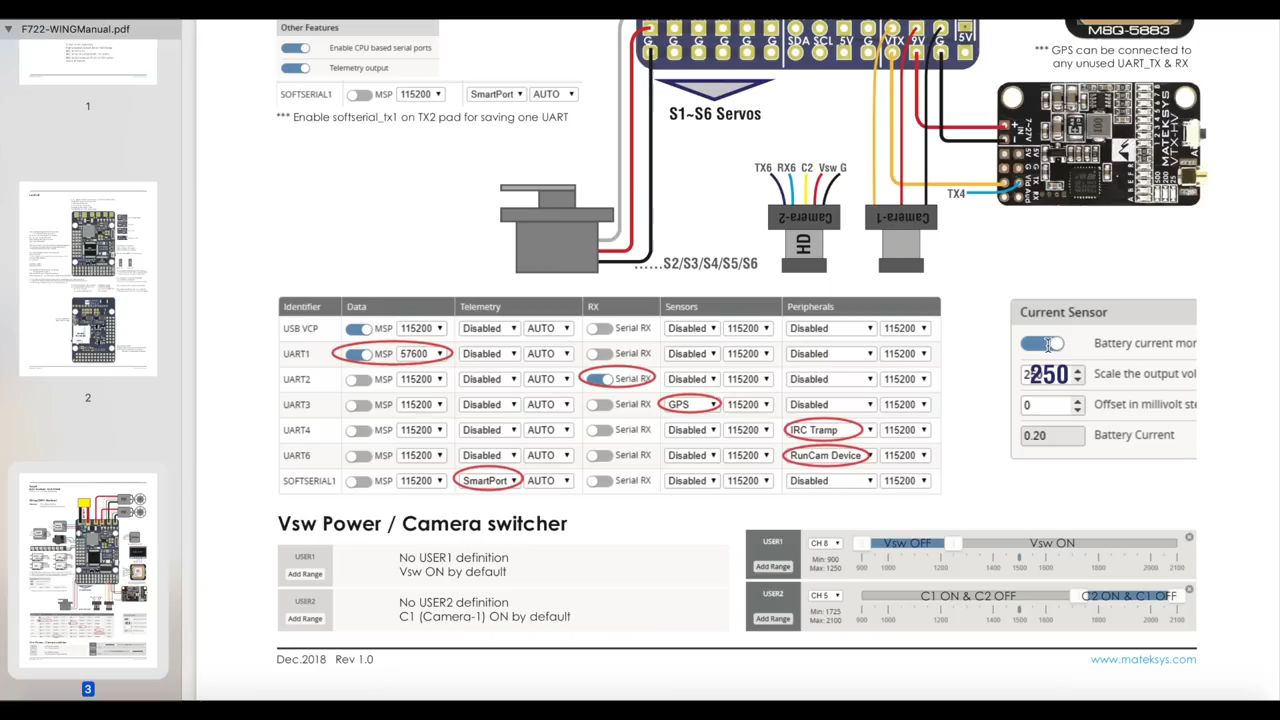 F722-WINGManual.pdf
1
2
3
Other Features
Enable CPU based serial ports
Telemetry output
SOFTSERIAL1 MSP 115200 SmartPort AUTO
*** Enable softserial_tx1 on TX2 pad for saving one UART
G G G G G G SDA SCL 5V G VTX 9V G 5V
S1~S6 Servos
M8Q-5883
*** GPS can be connected to
any unused UART_TX & RX
7~27V
IN
MATEKSYS
VTX-HV
TX4
TX6 RX6 C2 Vsw G
Camera-2
HD
Camera-1
......S2/S3/S4/S5/S6
Identifier Data Telemetry RX Sensors Peripherals
USB VCP MSP 115200 Disabled AUTO Serial RX Disabled 115200 Disabled 115200
UART1 MSP 57600 Disabled AUTO Serial RX Disabled 115200 Disabled 115200
UART2 MSP 115200 Disabled AUTO Serial RX Disabled 115200 Disabled 115200
UART3 MSP 115200 Disabled AUTO Serial RX GPS 115200 Disabled 115200
UART4 MSP 115200 Disabled AUTO Serial RX Disabled 115200 IRC Tramp 115200
UART6 MSP 115200 Disabled AUTO Serial RX Disabled 115200 RunCam Device 115200
SOFTSERIAL1 MSP 115200 SmartPort AUTO Serial RX Disabled 115200 Disabled 115200
Current Sensor
Battery current mor
250 Scale the output vol
0 Offset in millivolt ste
0.20 Battery Current
Vsw Power / Camera switcher
USER1
Add Range
No USER1 definition
Vsw ON by default
USER2
Add Range
No USER2 definition
C1 (Camera-1) ON by default
USER1 CH 8 Vsw OFF Vsw ON
Add Range
Min: 900
Max: 1250
900 1000 1200 1400 1500 1600 1800 2000 2100
USER2 CH 5 C1 ON & C2 OFF C2 ON & C1 OFF
Add Range
Min: 1725
Max: 2100
900 1000 1200 1400 1500 1600 1800 2000 2100
Dec.2018 Rev 1.0
www.mateksys.com